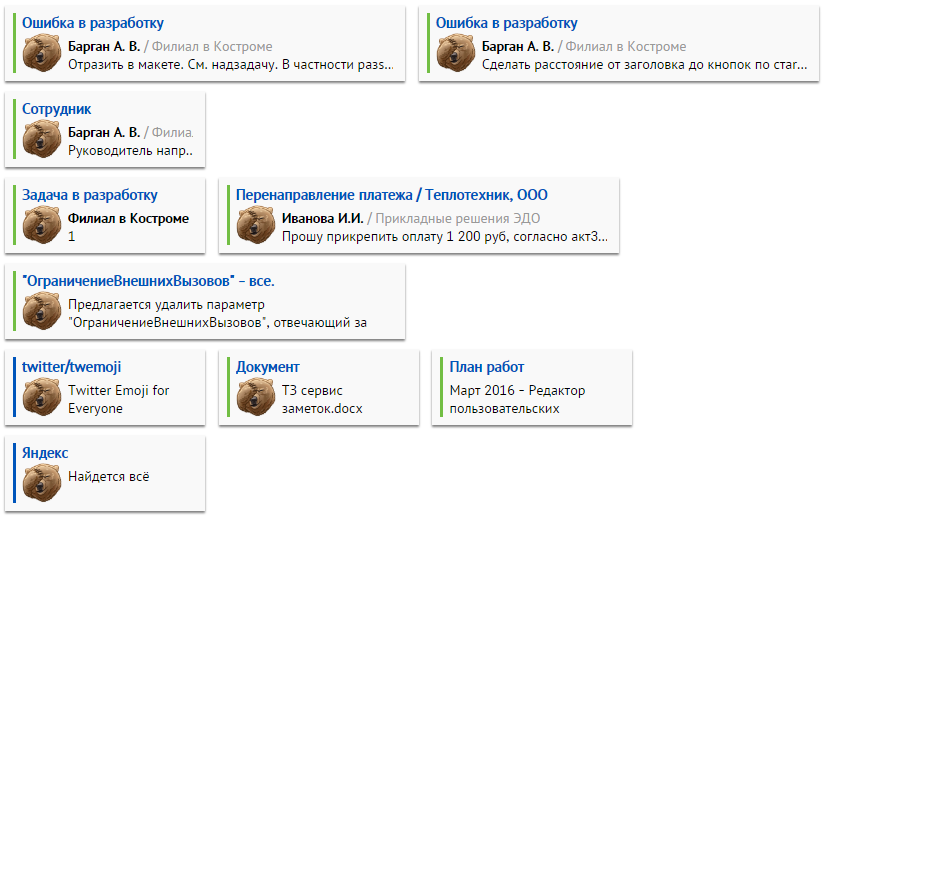 Ошибка в разработку
Барган А. В. / Филиал в Костроме
Отразить в макете. См. надзадачу. В частности разз...
Ошибка в разработку
Барган А. В. / Филиал в Костроме
Сделать расстояние от заголовка до кнопок по стаг...
Сотрудник
Барган А. В. / Филиа
Руководитель напр..
Задача в разработку
Филиал в Костроме
1
Перенаправление платежа / Теплотехник, ООО
Иванова И.И. / Прикладные решения ЭДО
Прошу прикрепить оплату 1 200 руб, согласно акт3...
"ОграничениеВнешнихВызовов" - все.
Предлагается удалить параметр
"ОграничениеВнешнихВызовов", отвечающий за
twitter/twemoji
Twitter Emoji for
Everyone
Документ
ТЗ сервис
заметок.docx
План работ
Март 2016 - Редактор
пользовательских
Яндекс
Найдется всё